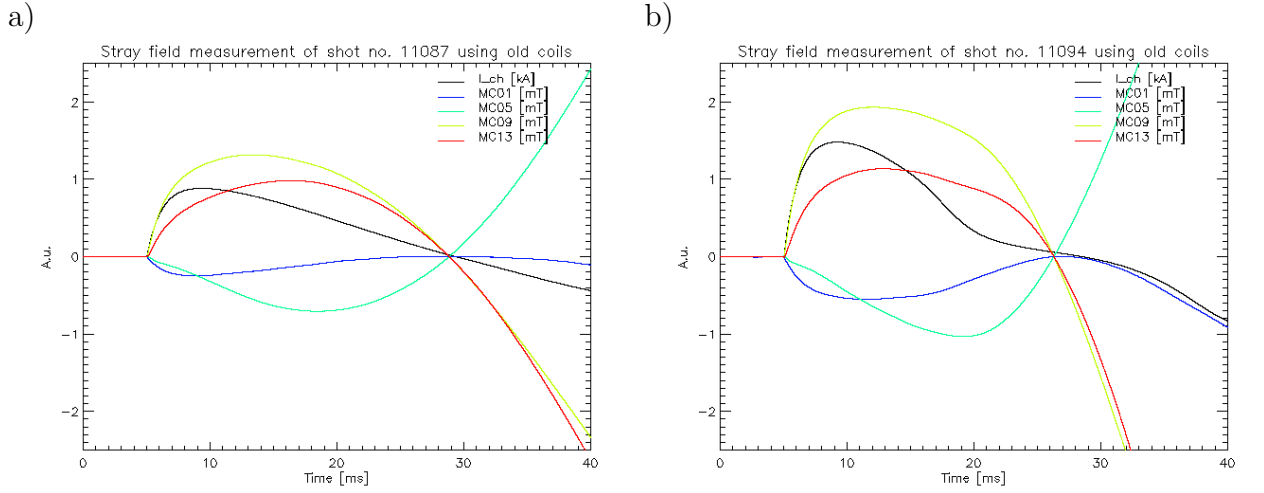 a)
Stray field measurement of shot no. 11087 using old coils
I_ch [kA]
MC01 [mT]
MC05 [mT]
MC09 [mT]
MC13 [mT]
A.u.
2
1
0
-1
-2
0 10 20 30 40
Time [ms]
b)
Stray field measurement of shot no. 11094 using old coils
I_ch [kA]
MC01 [mT]
MC05 [mT]
MC09 [mT]
MC13 [mT]
A.u.
2
1
0
-1
-2
0 10 20 30 40
Time [ms]